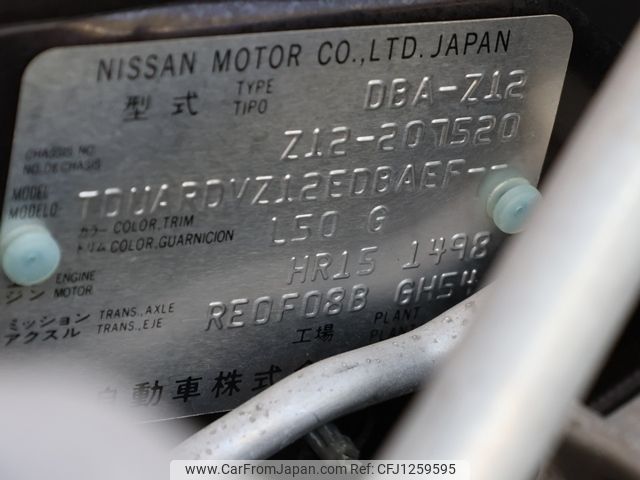 NISSAN MOTOR CO.,LTD. JAPAN
型式 TYPE TIPO DBA-Z12
CHASSIS NO. NO. DE CHASIS Z12-207520
MODEL MODELO TDUARDVZ12EDBAEF--
カラー COLOR,TRIM
トリム COLOR,GUARNICION L50 G
ENGINE
ジン MOTOR HR15 1498
ミッション TRANS., AXLE
アクスル TRANS., EJE RE0F08B GH54
工場 PLANT
自動車株式
www.CarFromJapan.com | CFJ1259595